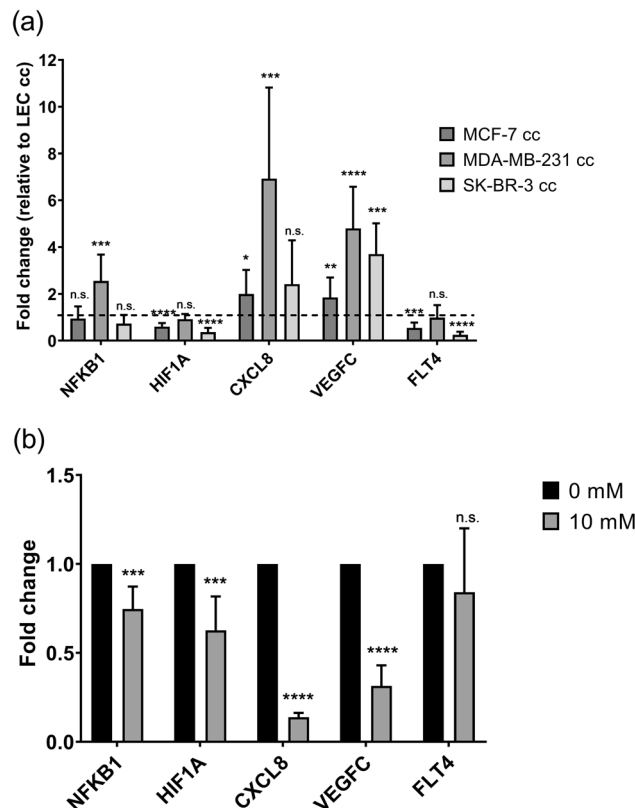 (a)
Fold change (relative to LEC cc)
12
10
8
6
4
2
0
n.s.
***
n.s.
****
n.s.
****
*
***
n.s.
**
****
***
***
n.s.
****
MCF-7 cc
MDA-MB-231 cc
SK-BR-3 cc
NFKB1
HIF1A
CXCL8
VEGFC
FLT4
(b)
Fold change
1.5
1.0
0.5
0.0
***
***
****
****
n.s.
0 mM
10 mM
NFKB1
HIF1A
CXCL8
VEGFC
FLT4